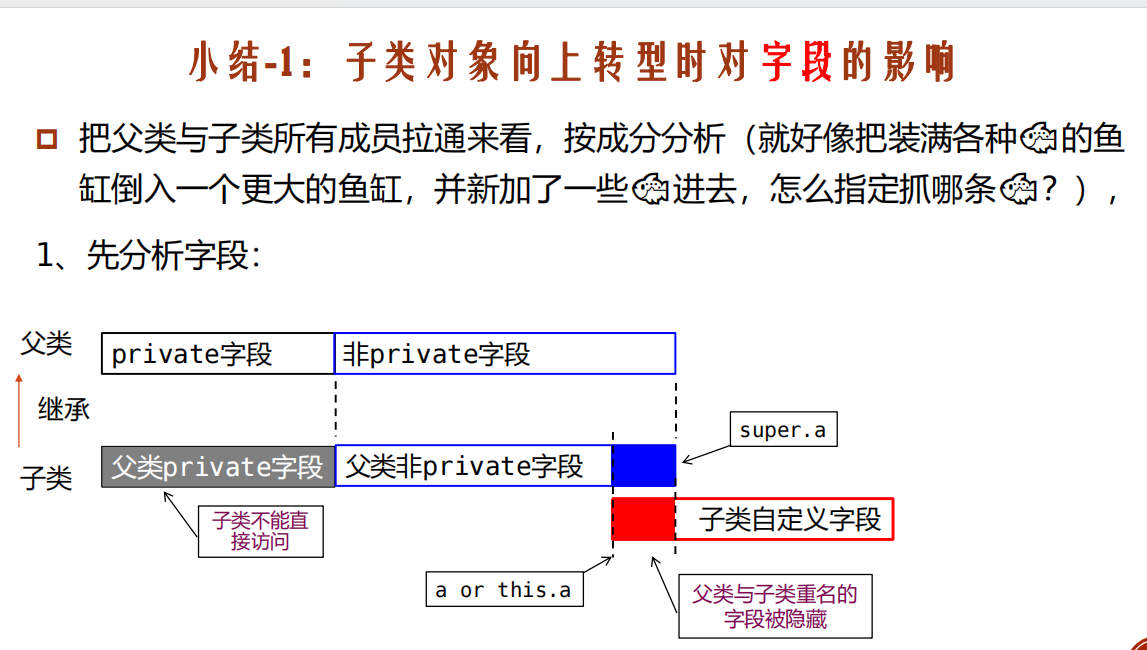 小结-1：子类对象向上转型时对字段的影响
把父类与子类所有成员拉通来看，按成分分析（就好像把装满各种🐟的鱼
缸倒入一个更大的鱼缸，并新加了一些🐟进去，怎么指定抓哪条🐟？），
1、先分析字段：
父类
private字段
非private字段
继承
super.a
子类
父类private字段
父类非private字段
子类自定义字段
子类不能直
接访问
a or this.a
父类与子类重名的
字段被隐藏